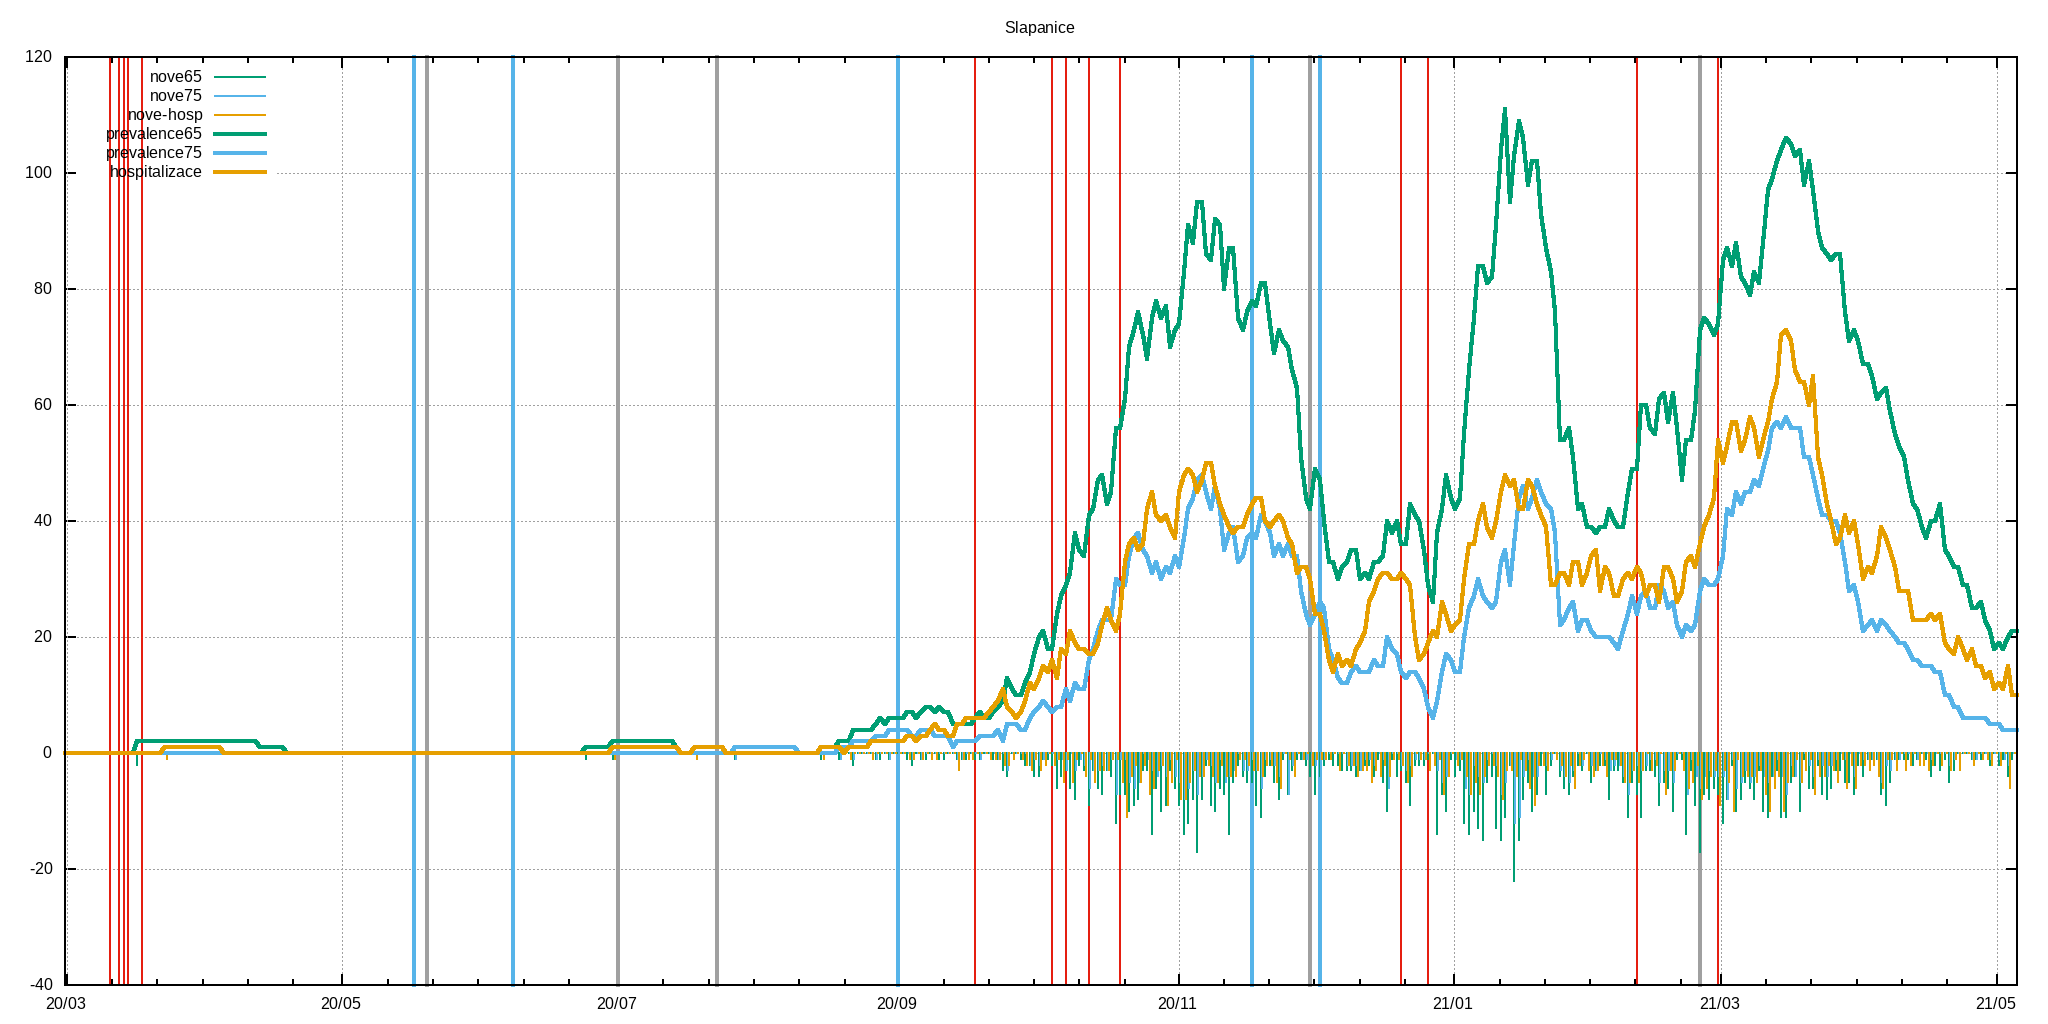 Slapanice
120
100
80
60
40
20
0
-20
-40
nove65
nove75
nove-hosp
prevalence65
prevalence75
hospitalizace
20/03 20/05 20/07 20/09 20/11 21/01 21/03 21/05